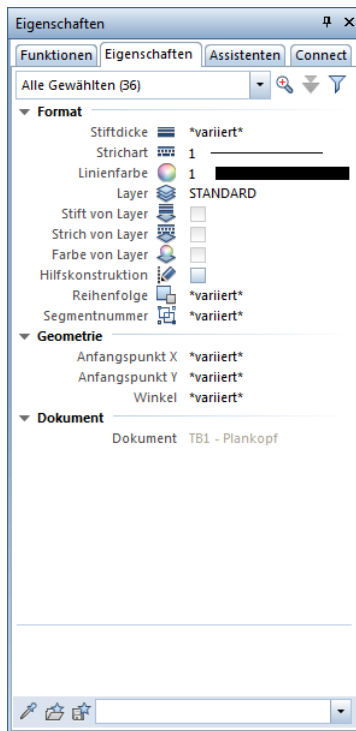 Eigenschaften
Funktionen Eigenschaften Assistenten Connect
Alle Gewählten (36)
Format
Stiftdicke *variiert*
Strichart 1
Linienfarbe 1
Layer STANDARD
Stift von Layer
Strich von Layer
Farbe von Layer
Hilfskonstruktion
Reihenfolge *variiert*
Segmentnummer *variiert*
Geometrie
Anfangspunkt X *variiert*
Anfangspunkt Y *variiert*
Winkel *variiert*
Dokument
Dokument TB1 - Plankopf